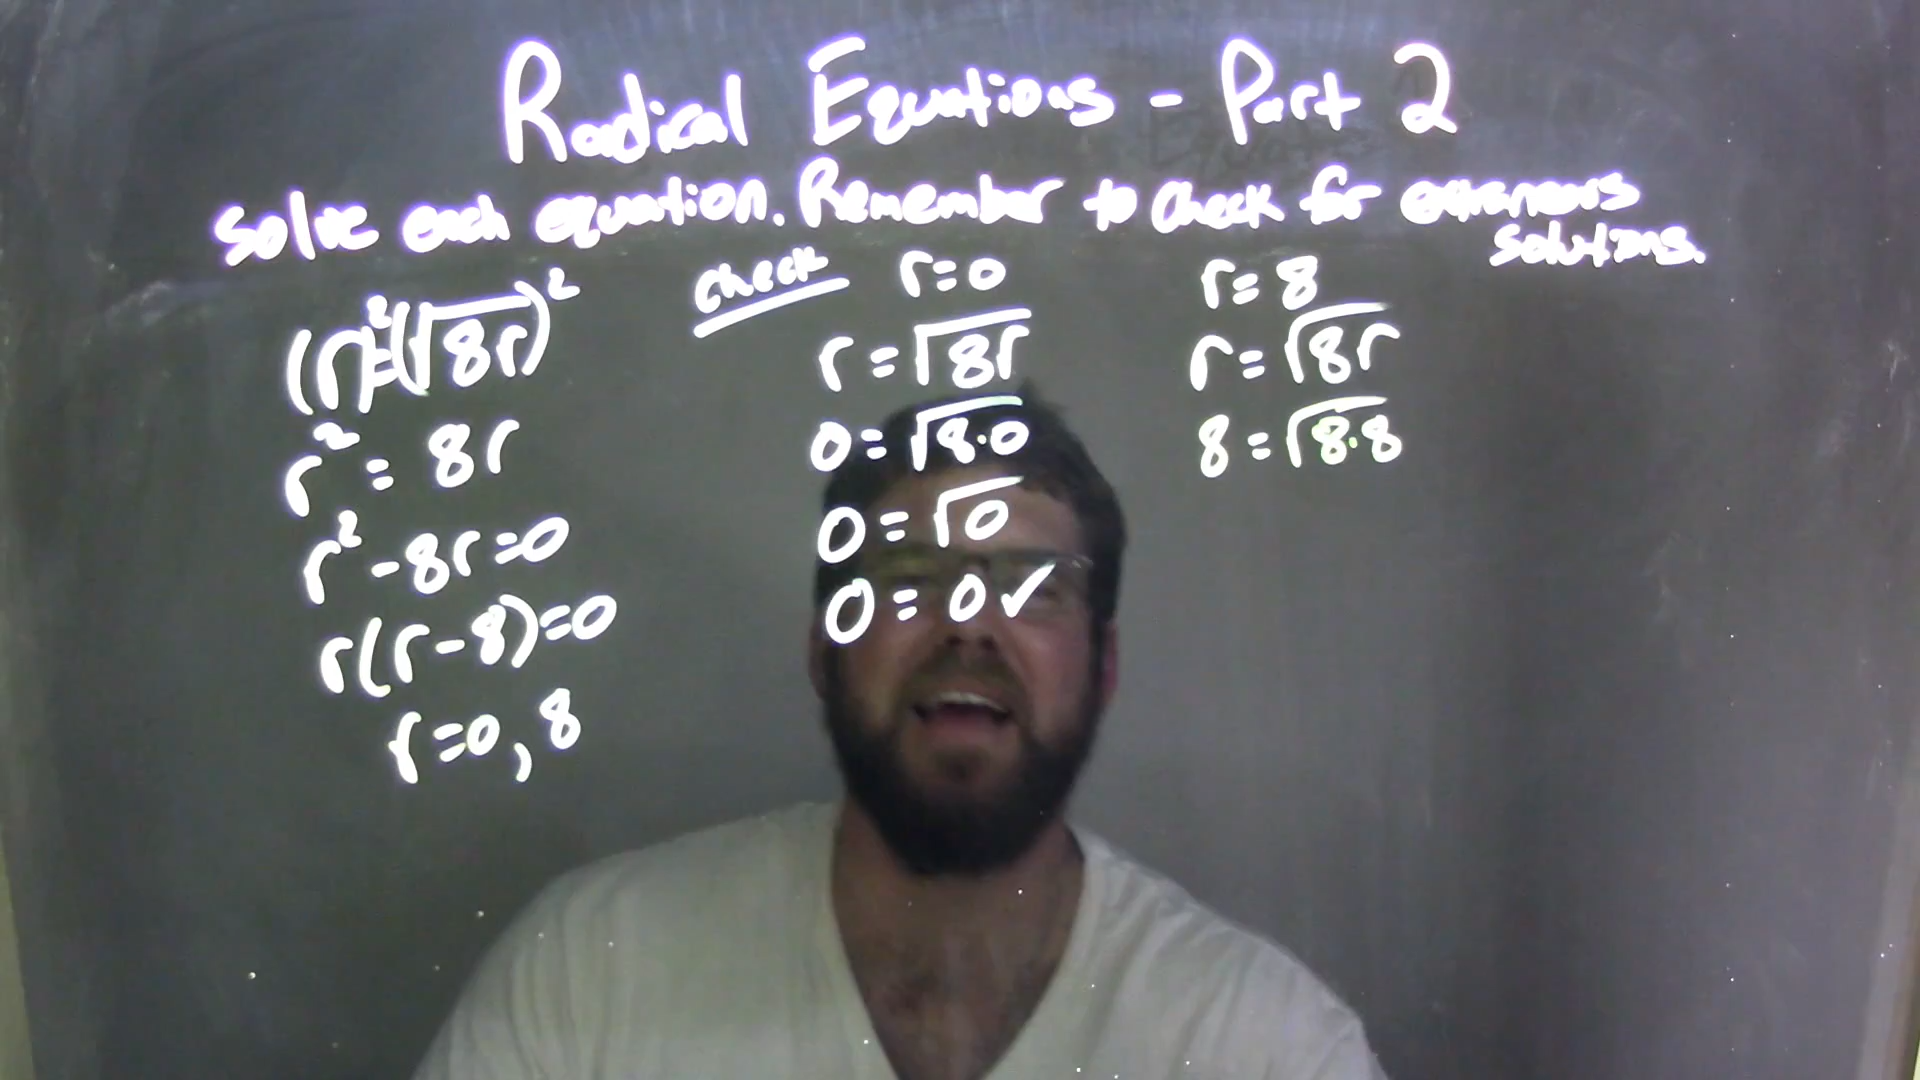 Radical Equations - Part 2
Solve each equation. Remember to check for extraneous
solutions.
(r)²=(√8r)²
r² = 8r
r² - 8r = 0
r(r-8)=0
r=0, 8
check
r=0
r=√8r
0=√8·0
0=√0
0=0✓
r=8
r=√8r
8=√8·8